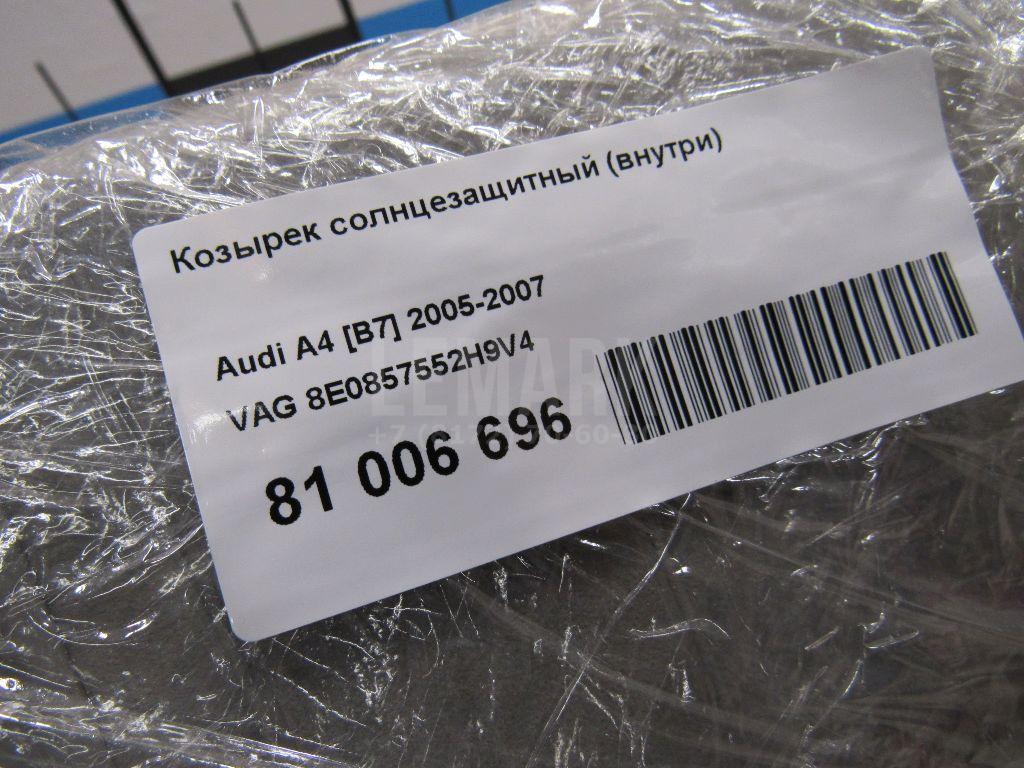 Козырек солнцезащитный (внутри)
Audi A4 [B7] 2005-2007
VAG 8E0857552H9V4
81 006 696